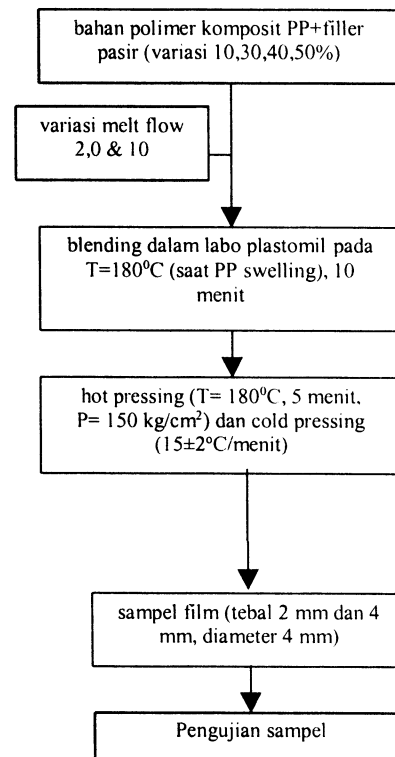 bahan polimer komposit PP+filler
pasir (variasi 10,30,40,50%)
variasi melt flow
2,0 & 10
blending dalam labo plastomil pada
T=180⁰C (saat PP swelling), 10
menit
hot pressing (T= 180⁰C, 5 menit,
P= 150 kg/cm²) dan cold pressing
(15±2°C/menit)
sampel film (tebal 2 mm dan 4
mm, diameter 4 mm)
Pengujian sampel